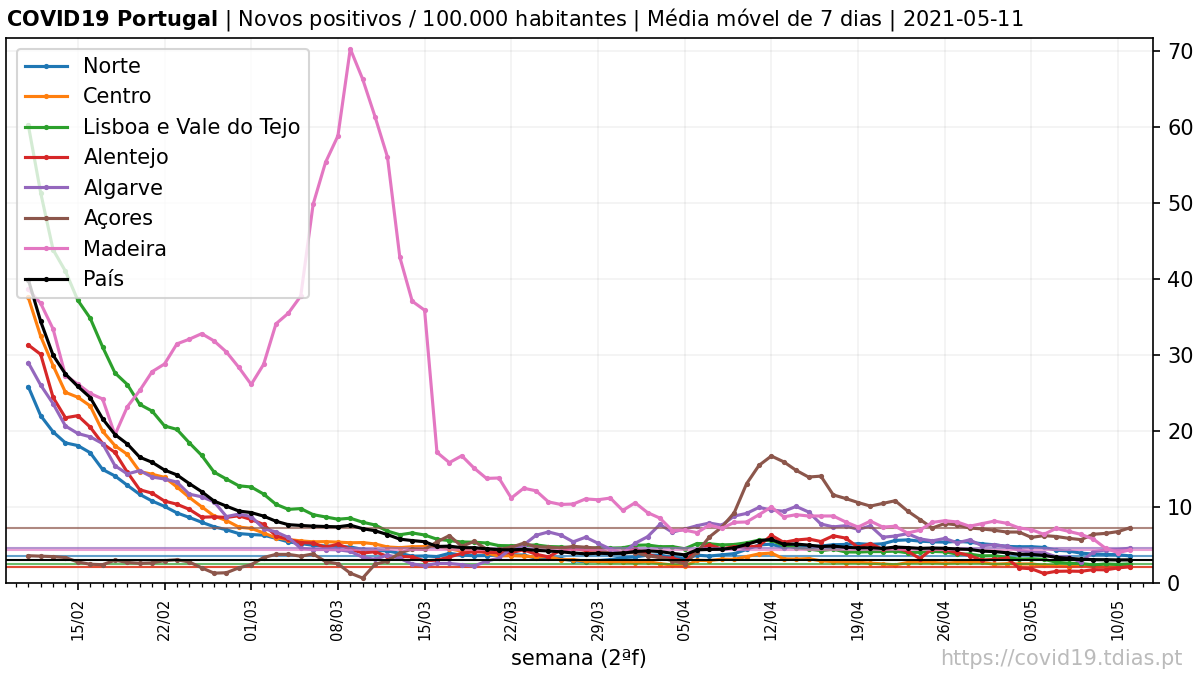 COVID19 Portugal | Novos positivos / 100.000 habitantes | Média móvel de 7 dias | 2021-05-11
Norte
Centro
Lisboa e Vale do Tejo
Alentejo
Algarve
Açores
Madeira
País
70
60
50
40
30
20
10
0
15/02
22/02
01/03
08/03
15/03
22/03
29/03
05/04
12/04
19/04
26/04
03/05
10/05
semana (2ªf)
https://covid19.tdias.pt